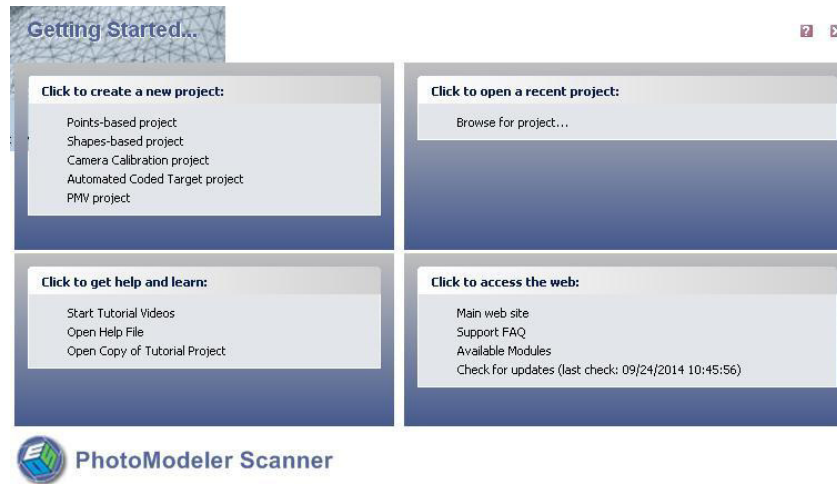 Getting Started...
Click to create a new project:
Points-based project
Shapes-based project
Camera Calibration project
Automated Coded Target project
PMV project
Click to open a recent project:
Browse for project...
Click to get help and learn:
Start Tutorial Videos
Open Help File
Open Copy of Tutorial Project
Click to access the web:
Main web site
Support FAQ
Available Modules
Check for updates (last check: 09/24/2014 10:45:56)
PhotoModeler Scanner